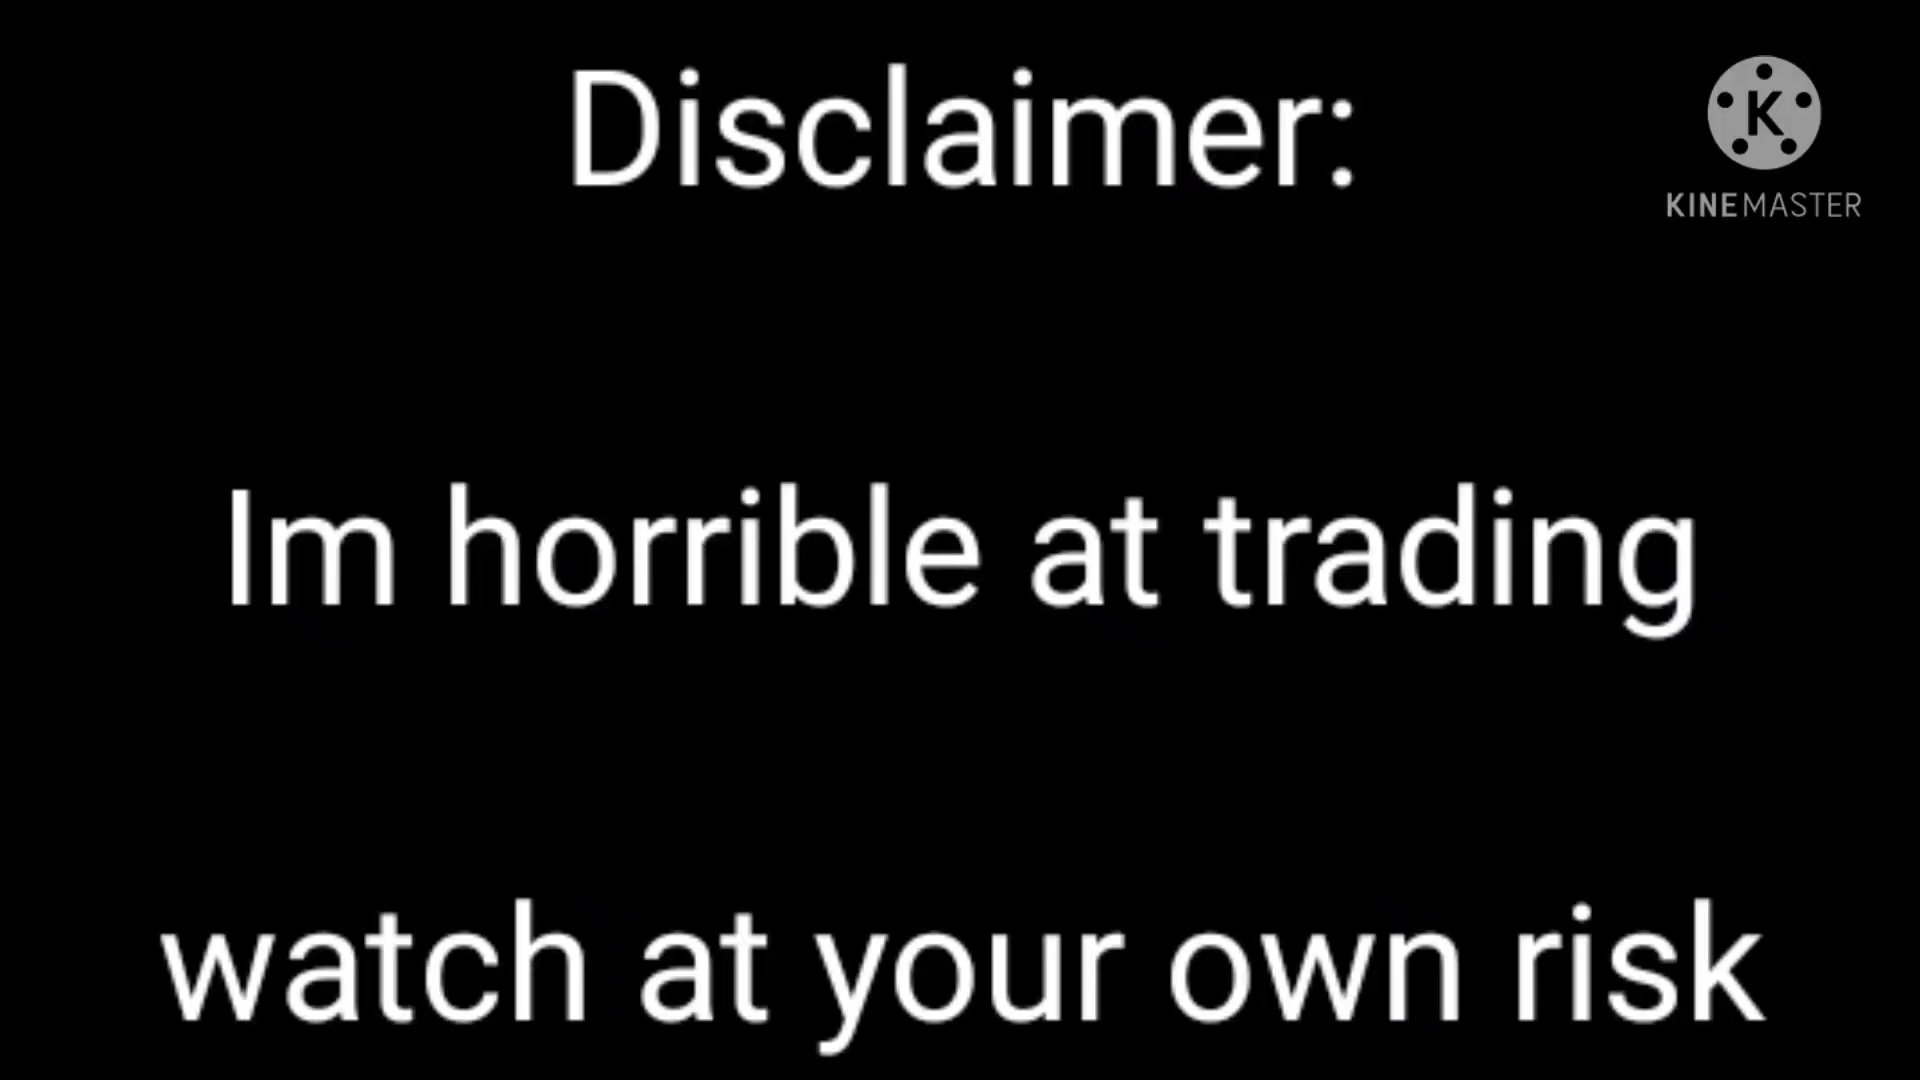 Disclaimer:
K
KINEMASTER
Im horrible at trading
watch at your own risk